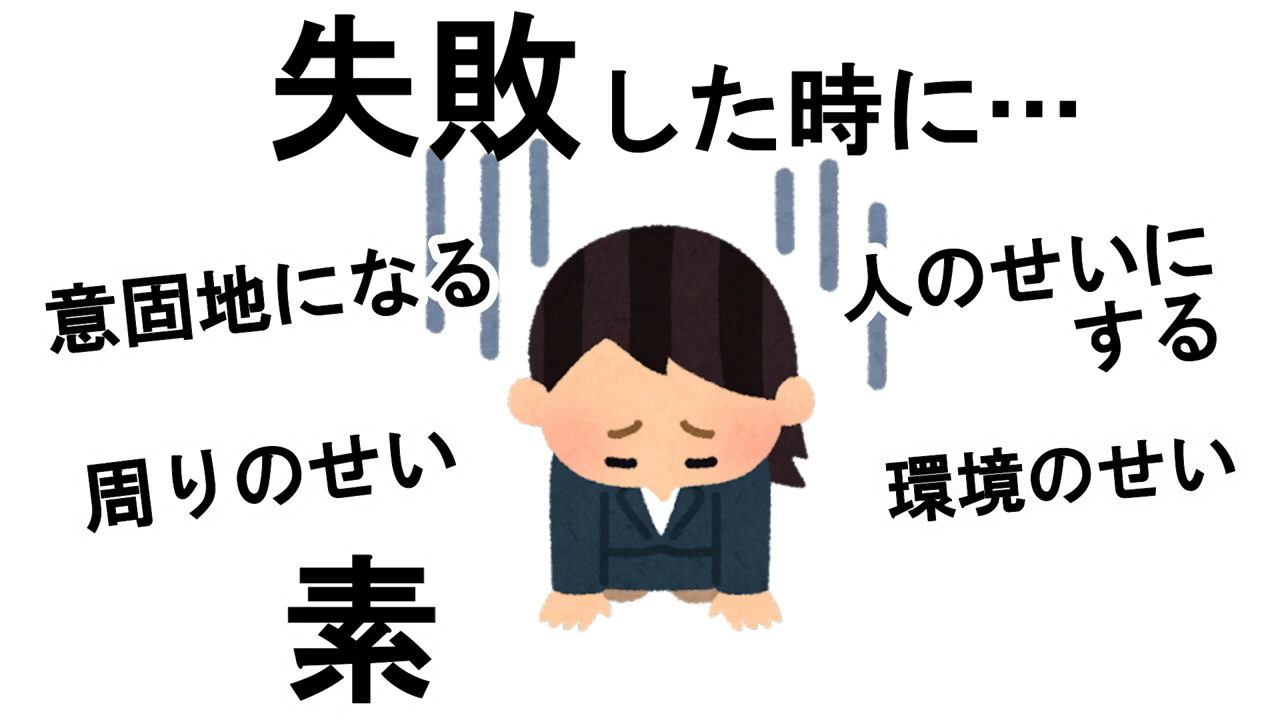 失敗した時に…
意固地になる
人のせいに
する
周りのせい
環境のせい
素